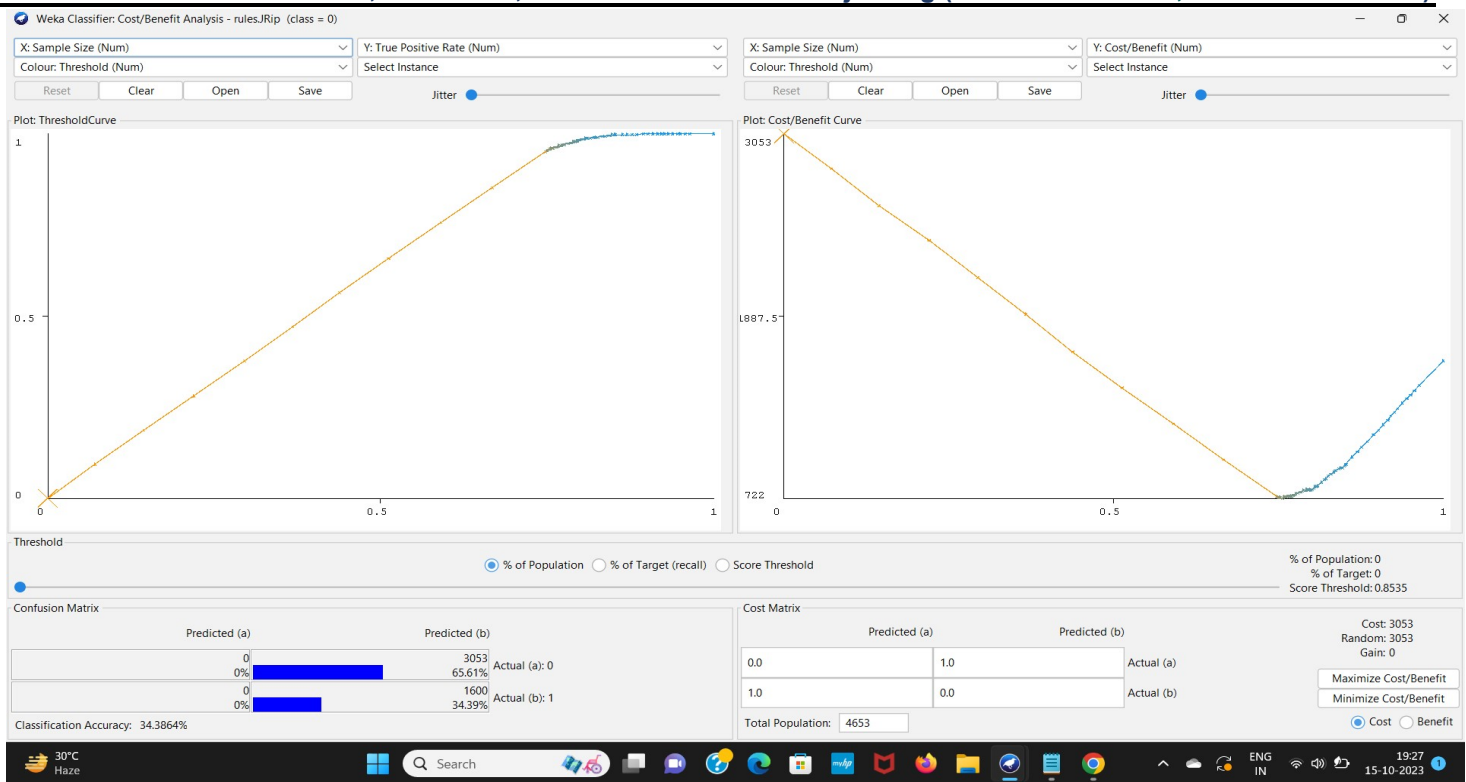 Weka Classifier: Cost/Benefit Analysis - rules.JRip (class = 0)
X: Sample Size (Num) Y: True Positive Rate (Num) X: Sample Size (Num) Y: Cost/Benefit (Num)
Colour: Threshold (Num) Select Instance Colour: Threshold (Num) Select Instance
Reset Clear Open Save Jitter Reset Clear Open Save Jitter
Plot: ThresholdCurve Plot: Cost/Benefit Curve
1 3053
0.5 1887.5
0 722
0 0.5 1 0 0.5 1
Threshold
% of Population % of Target (recall) Score Threshold
% of Population: 0
% of Target: 0
Score Threshold: 0.8535
Confusion Matrix
Predicted (a) Predicted (b)
0 3053
0% 65.61% Actual (a): 0
0 1600
0% 34.39% Actual (b): 1
Classification Accuracy: 34.3864%
Cost Matrix
Predicted (a) Predicted (b)
0.0 1.0 Actual (a)
1.0 0.0 Actual (b)
Total Population: 4653
Cost: 3053
Random: 3053
Gain: 0
Maximize Cost/Benefit
Minimize Cost/Benefit
Cost Benefit
30°C
Haze
Search
myhp
ENG
IN
19:27
15-10-2023
1